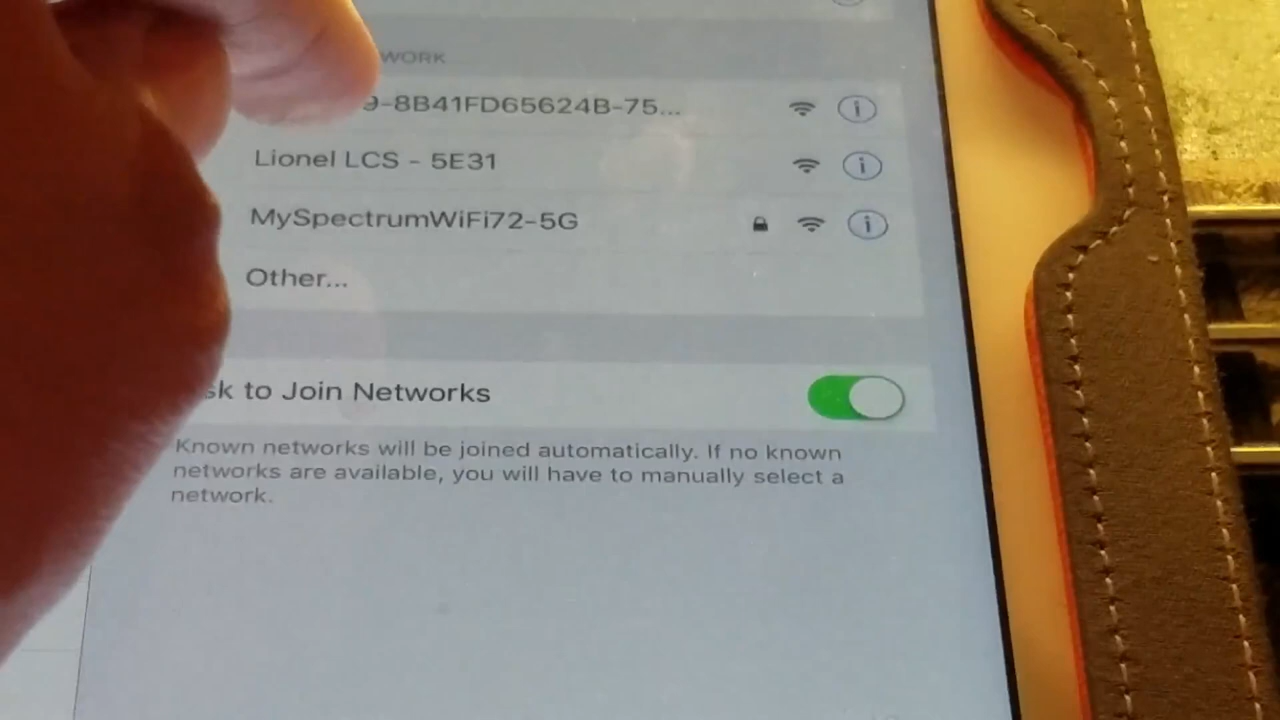 WORK
9-8B41FD65624B-75...
Lionel LCS - 5E31
MySpectrumWiFi72-5G
Other...
sk to Join Networks
Known networks will be joined automatically. If no known
networks are available, you will have to manually select a
network.